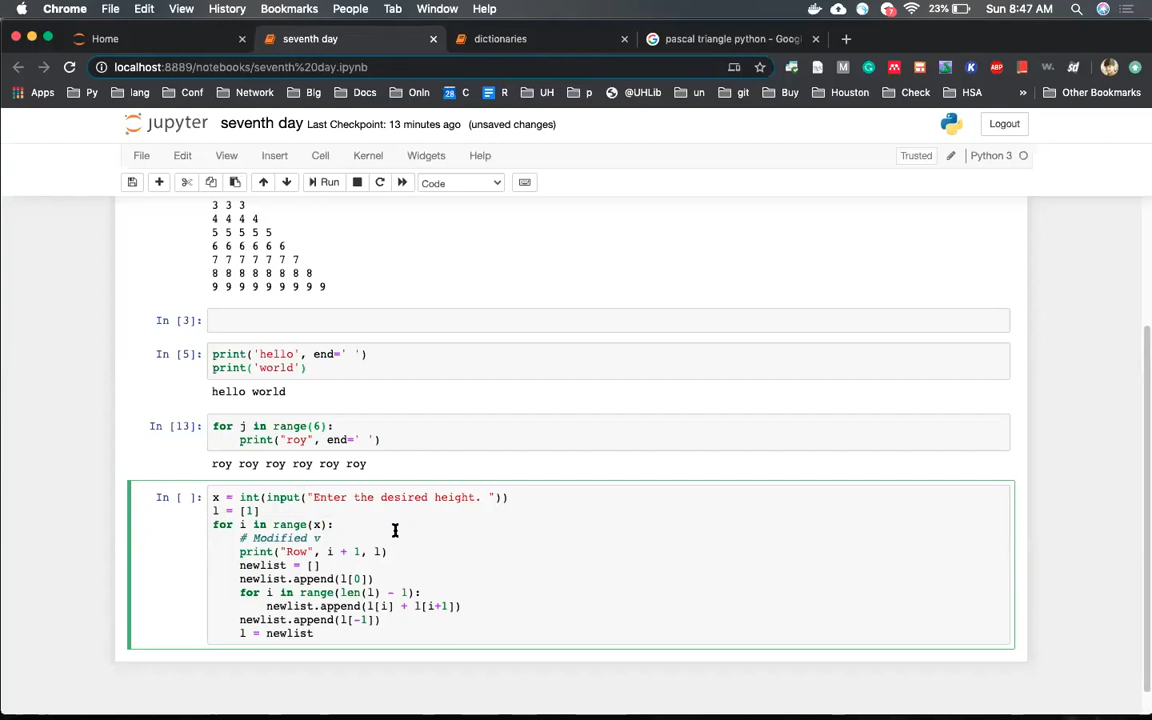 Chrome File Edit View History Bookmarks People Tab Window Help 7 23% Sun 8:47 AM
Home seventh day dictionaries pascal triangle python - Goog
localhost:8889/notebooks/seventh%20day.ipynb
Apps Py lang Conf Network Big Docs OnIn 28 C R UH p @UHLib un git Buy Houston Check HSA » Other Bookmarks
jupyter seventh day Last Checkpoint: 13 minutes ago (unsaved changes) Logout
File Edit View Insert Cell Kernel Widgets Help Trusted Python 3
Run Code
3 3 3
4 4 4 4
5 5 5 5 5
6 6 6 6 6 6
7 7 7 7 7 7 7
8 8 8 8 8 8 8 8
9 9 9 9 9 9 9 9 9
In [3]:
In [5]: print('hello', end=' ')
print('world')
hello world
In [13]: for j in range(6):
print("roy", end=' ')
roy roy roy roy roy roy
In [ ]: x = int(input("Enter the desired height. "))
l = [1]
for i in range(x):
# Modified v
print("Row", i + 1, l)
newlist = []
newlist.append(l[0])
for i in range(len(l) - 1):
newlist.append(l[i] + l[i+1])
newlist.append(l[-1])
l = newlist